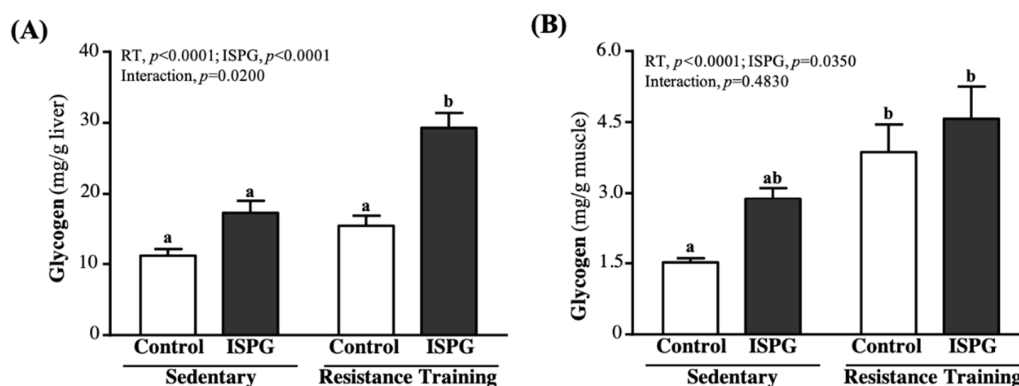 (A)
RT, p<0.0001; ISPG, p<0.0001
Interaction, p=0.0200
Glycogen (mg/g liver)
40
30
20
10
0
a
a
a
b
Control ISPG Control ISPG
Sedentary Resistance Training
(B)
RT, p<0.0001; ISPG, p=0.0350
Interaction, p=0.4830
Glycogen (mg/g muscle)
6.0
4.5
3.0
1.5
0
a
ab
b
b
Control ISPG Control ISPG
Sedentary Resistance Training